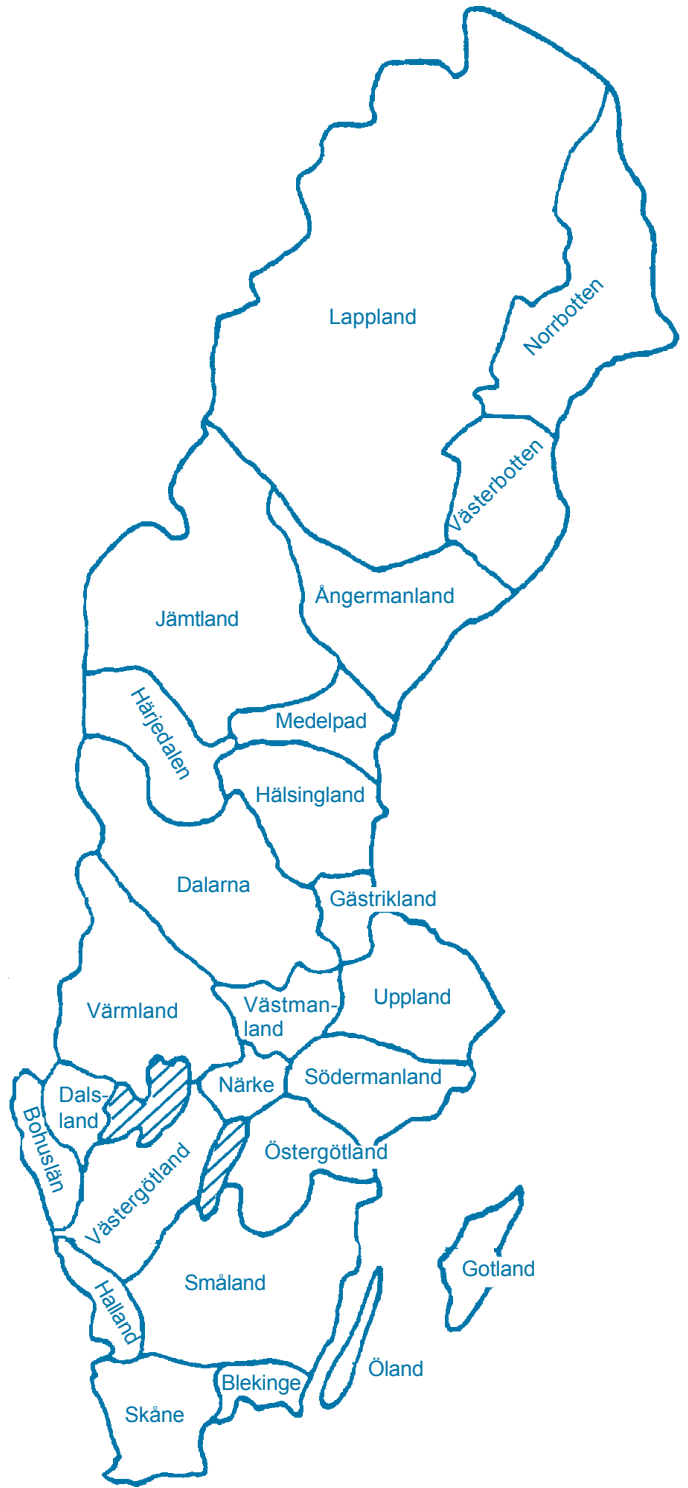 Lappland
Norrbotten
Västerbotten
Ångermanland
Jämtland
Härjedalen
Medelpad
Hälsingland
Dalarna
Gästrikland
Värmland
Västman-
land
Uppland
Dals-
land
Närke
Södermanland
Bohuslän
Västergötland
Östergötland
Gotland
Småland
Halland
Öland
Blekinge
Skåne